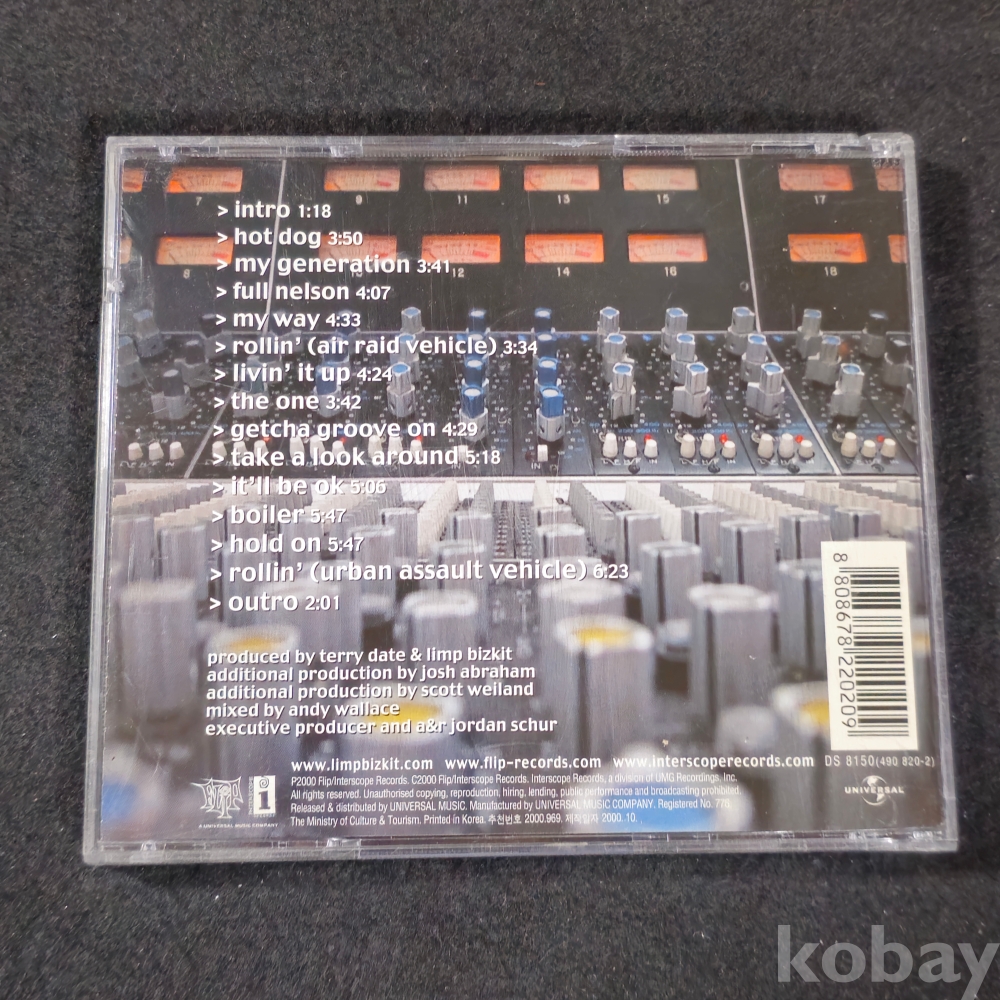 7 9 11 13 15 17
8 10 12 14 16 18
> intro 1:18
> hot dog 3:50
> my generation 3:41
> full nelson 4:07
> my way 4:33
> rollin' (air raid vehicle) 3:34
> livin' it up 4:24
> the one 3:42
> getcha groove on 4:29
> take a look around 5:18
> it'll be ok 5:06
> boiler 5:47
> hold on 5:47
> rollin' (urban assault vehicle) 6:23
> outro 2:01
produced by terry date & limp bizkit
additional production by josh abraham
additional production by scott weiland
mixed by andy wallace
executive producer and a&r jordan schur
8 808678 220209
www.limpbizkit.com www.flip-records.com www.interscoperecords.com DS 8150(490 820-2)
P2000 Flip/Interscope Records. C2000 Flip/Interscope Records. Interscope Records, a division of UMG Recordings, Inc.
All rights reserved. Unauthorised copying, reproduction, hiring, lending, public performance and broadcasting prohibited.
Released & distributed by UNIVERSAL MUSIC. Manufactured by UNIVERSAL MUSIC COMPANY. Registered No. 776
The Ministry of Culture & Tourism. Printed in Korea. 추천번호 2000.969. 제작일자 2000.10.
flip
INTERSCOPE
A UNIVERSAL MUSIC COMPANY
UNIVERSAL
kobay